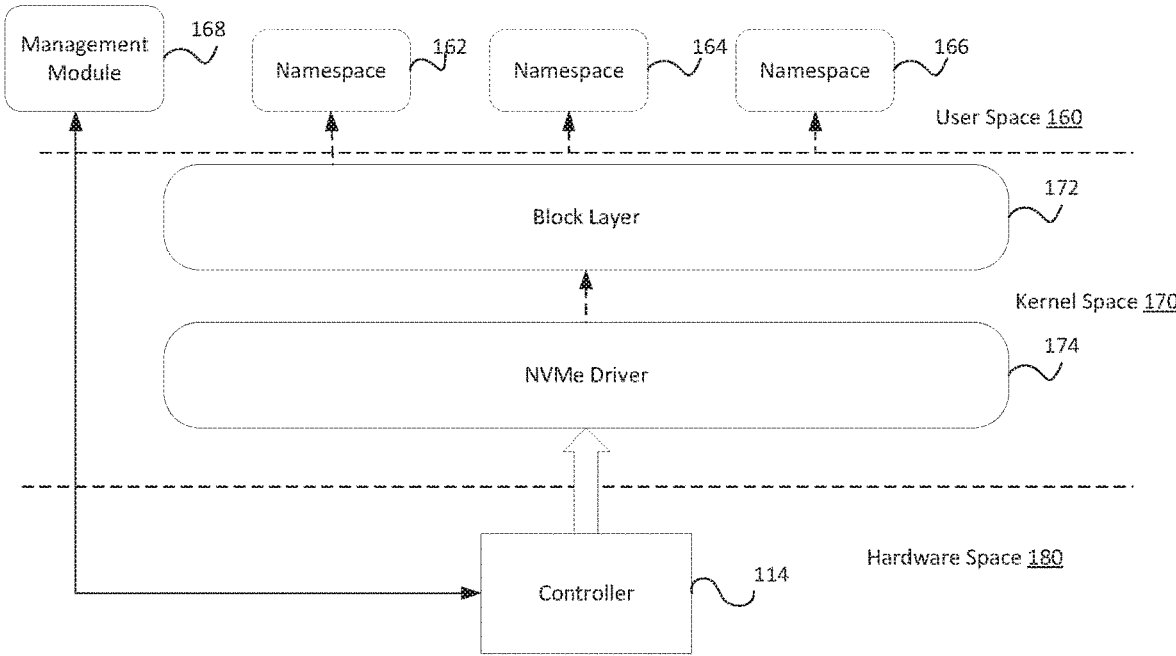 Management
Module
168
Namespace
162
Namespace
164
Namespace
166
User Space 160
Block Layer
172
Kernel Space 170
NVMe Driver
174
Hardware Space 180
Controller
114